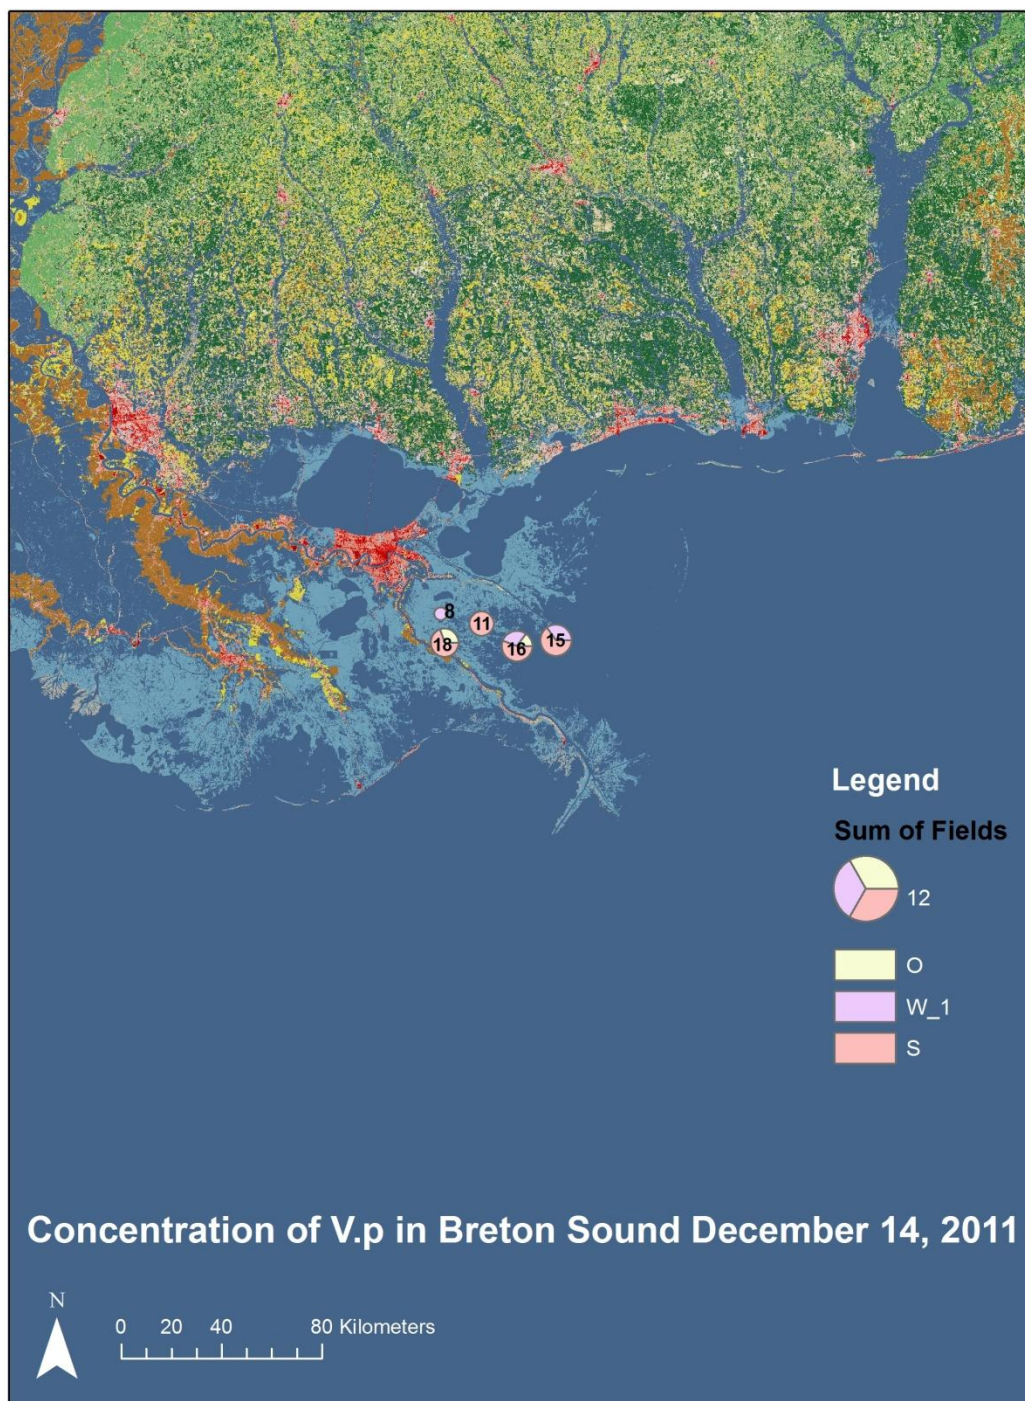 8
11
18
16
15
Legend
Sum of Fields
12
O
W_1
S
Concentration of V.p in Breton Sound December 14, 2011
N
0 20 40 80 Kilometers